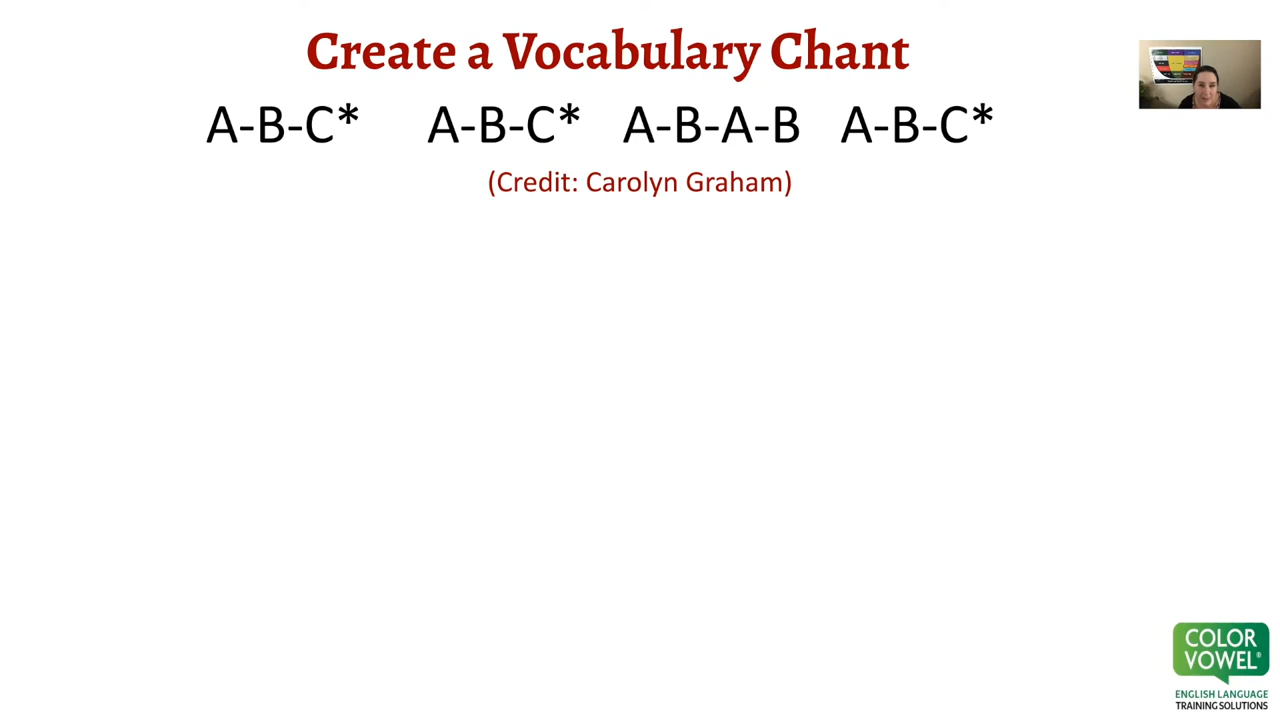 Create a Vocabulary Chant
A-B-C* A-B-C* A-B-A-B A-B-C*
(Credit: Carolyn Graham)
COLOR
VOWEL®
ENGLISH LANGUAGE
TRAINING SOLUTIONS